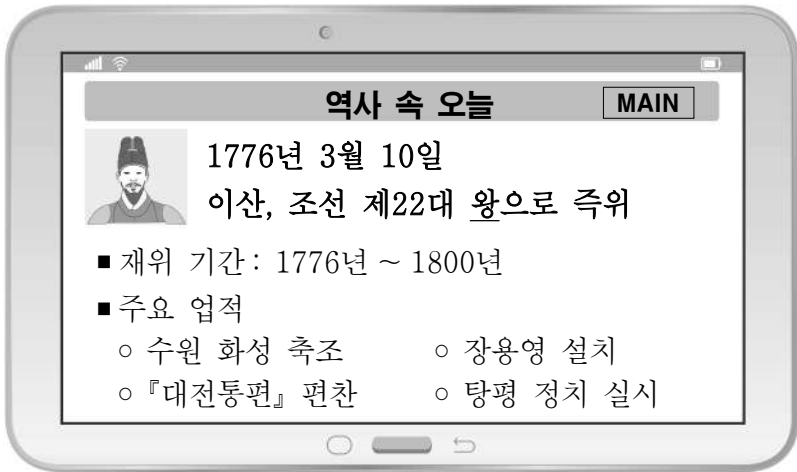 역사 속 오늘 MAIN
1776년 3월 10일
이산, 조선 제22대 왕으로 즉위
■ 재위 기간 : 1776년 ~ 1800년
■ 주요 업적
○ 수원 화성 축조 ○ 장용영 설치
○ 『대전통편』 편찬 ○ 탕평 정치 실시